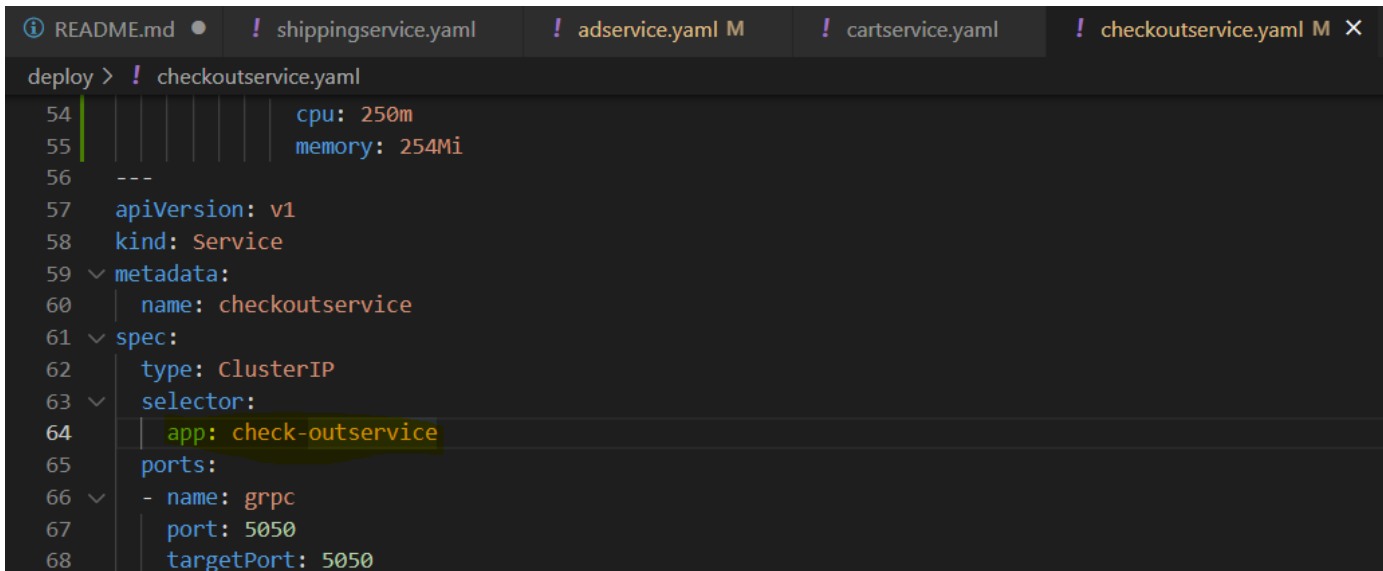 README.md
! shippingservice.yaml
! adservice.yaml M
! cartservice.yaml
! checkoutservice.yaml M
deploy > ! checkoutservice.yaml
54 cpu: 250m
55 memory: 254Mi
56 ---
57 apiVersion: v1
58 kind: Service
59 metadata:
60 name: checkoutservice
61 spec:
62 type: ClusterIP
63 selector:
64 app: check-outservice
65 ports:
66 - name: grpc
67 port: 5050
68 targetPort: 5050